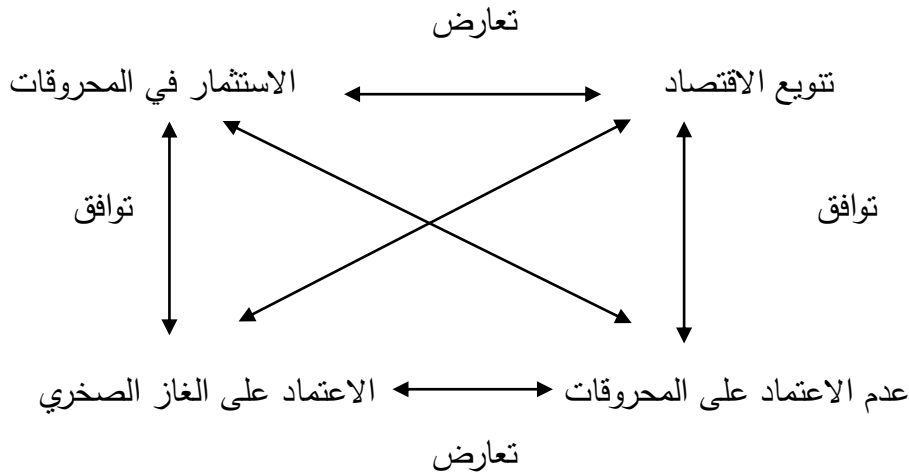 تعارض
تنويع الاقتصاد
الاستثمار في المحروقات
توافق
توافق
عدم الاعتماد على المحروقات
الاعتماد على الغاز الصخري
تعارض